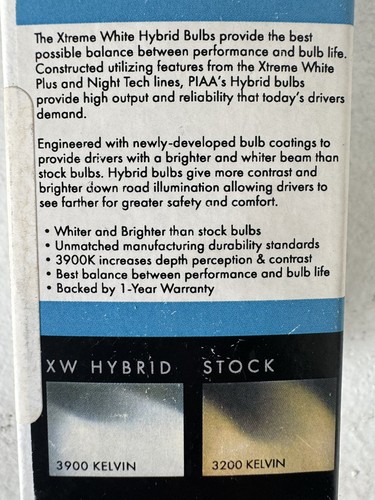 The Xtreme White Hybrid Bulbs provide the best
possible balance between performance and bulb life.
Constructed utilizing features from the Xtreme White
Plus and Night Tech lines, PIAA's Hybrid bulbs
provide high output and reliability that today's drivers
demand.
Engineered with newly-developed bulb coatings to
provide drivers with a brighter and whiter beam than
stock bulbs. Hybrid bulbs give more contrast and
brighter down road illumination allowing drivers to
see farther for greater safety and comfort.
• Whiter and Brighter than stock bulbs
• Unmatched manufacturing durability standards
• 3900K increases depth perception & contrast
• Best balance between performance and bulb life
• Backed by 1-Year Warranty
XW HYBRID STOCK
3900 KELVIN 3200 KELVIN